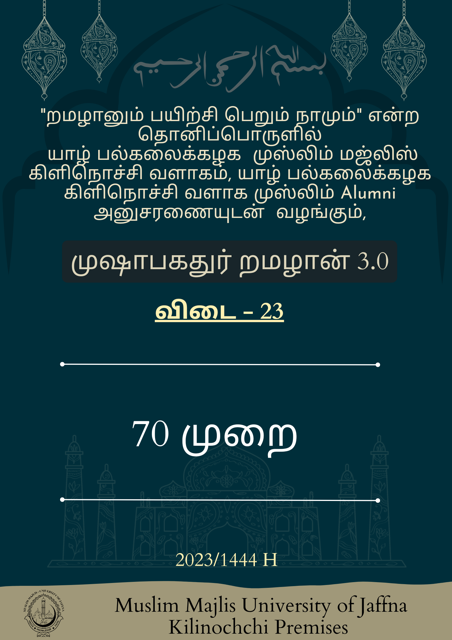 بسم الله الرحمن الرحيم
"றமழானும் பயிற்சி பெறும் நாமும்" என்ற
தொனிப்பொருளில்
யாழ் பல்கலைக்கழக முஸ்லிம் மஜ்லிஸ்
கிளிநொச்சி வளாகம், யாழ் பல்கலைக்கழக
கிளிநொச்சி வளாக முஸ்லிம் Alumni
அனுசரணையுடன் வழங்கும்,
முஷாபகதுர் றமழான் 3.0
விடை - 23
70 முறை
2023/1444 H
Muslim Majlis University of Jaffna
Kilinochchi Premises